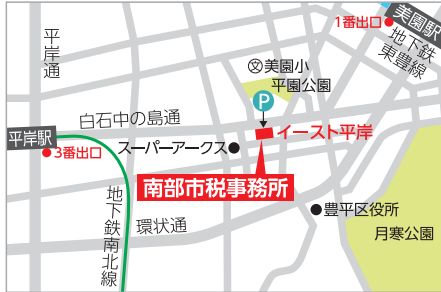 美園駅
1番出口
地下鉄
東豊線
平岸通
文美園小
平園公園
P
白石中の島通
イースト平岸
平岸駅
スーパーアークス
3番出口
南部市税事務所
地下鉄南北線
環状通
豊平区役所
月寒公園